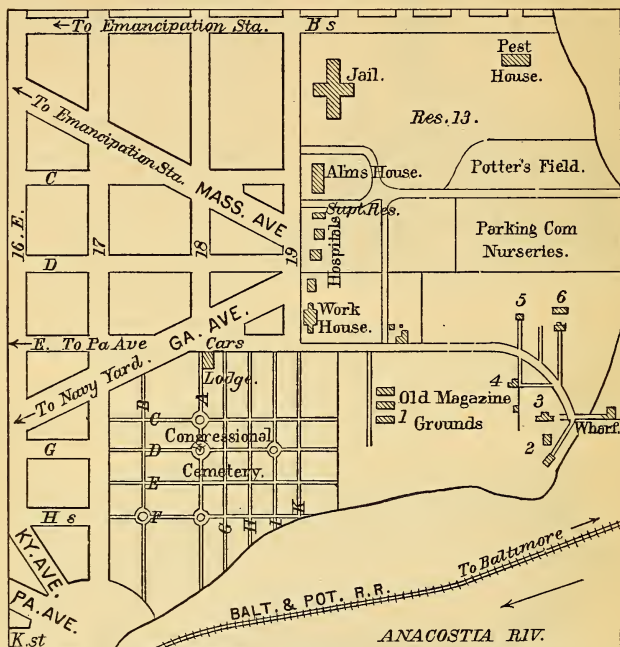 ← To Emancipation Sta.
B s
Pest
House.
Jail.
Res. 13.
To Emancipation Sta.
MASS. AVE
C
Alms House.
Potter's Field.
Supt. Res.
16. E.
17
18
19
Hospitals
Parking Com
Nurseries.
D
5
6
Work
House.
GA. AVE.
← E. To Pa Ave
Cars
To Navy Yard.
Lodge.
4
Old Magazine
1 Grounds
3
Wharf.
2
B
A
C
Congressional
D
Cemetery.
G
E
F
G
H
I
K
H s
KY. AVE.
PA. AVE.
K. st
To Baltimore
BALT. & POT. R.R.
ANACOSTIA RIV.